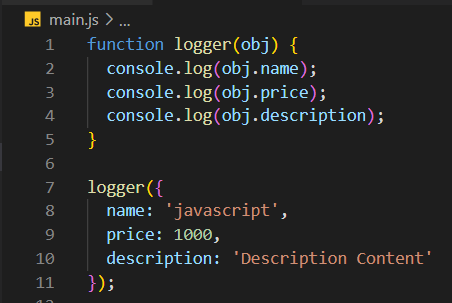 JS main.js > ...
1 function logger(obj) {
2   console.log(obj.name);
3   console.log(obj.price);
4   console.log(obj.description);
5 }
6
7 logger({
8   name: 'javascript',
9   price: 1000,
10   description: 'Description Content'
11 });